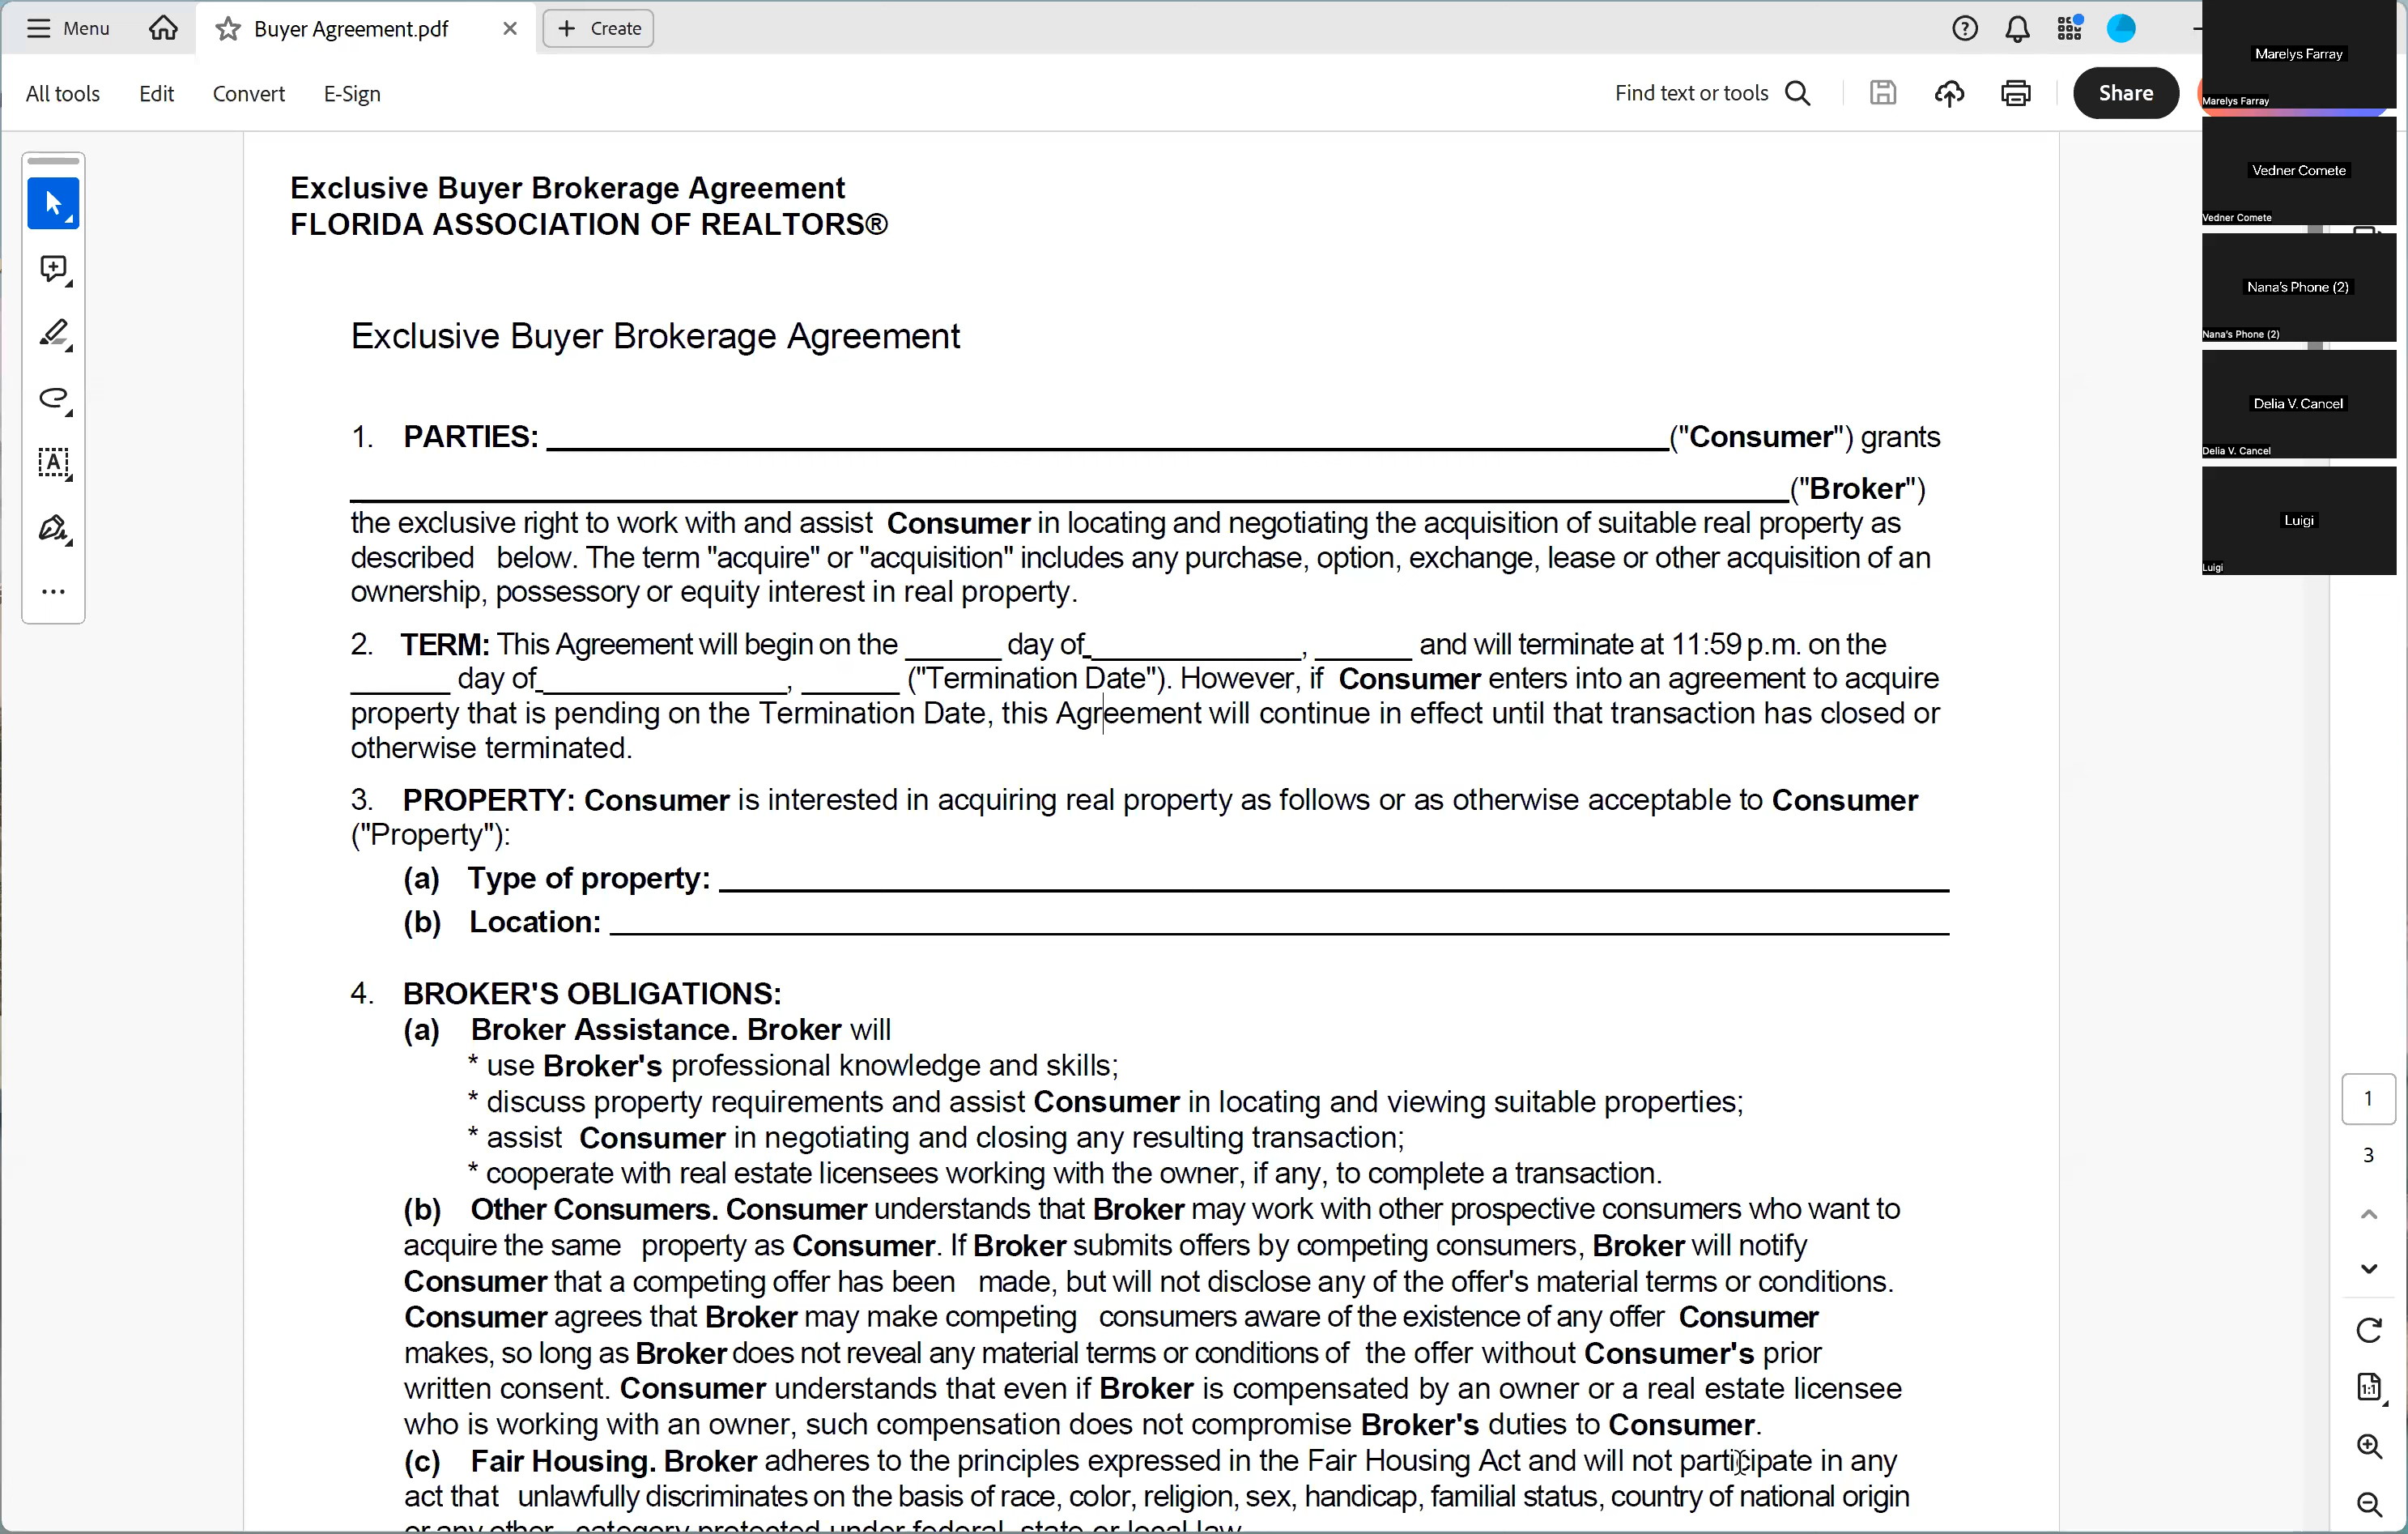 Menu
Buyer Agreement.pdf
Create
All tools Edit Convert E-Sign
Find text or tools
Share
Exclusive Buyer Brokerage Agreement
FLORIDA ASSOCIATION OF REALTORS®
Exclusive Buyer Brokerage Agreement
1. PARTIES: ("Consumer") grants
("Broker")
the exclusive right to work with and assist Consumer in locating and negotiating the acquisition of suitable real property as
described below. The term "acquire" or "acquisition" includes any purchase, option, exchange, lease or other acquisition of an
ownership, possessory or equity interest in real property.
2. TERM: This Agreement will begin on the ______ day of_____________, ______ and will terminate at 11:59 p.m. on the
______ day of_______________, ______ ("Termination Date"). However, if Consumer enters into an agreement to acquire
property that is pending on the Termination Date, this Agreement will continue in effect until that transaction has closed or
otherwise terminated.
3. PROPERTY: Consumer is interested in acquiring real property as follows or as otherwise acceptable to Consumer
("Property"):
(a) Type of property:
(b) Location:
4. BROKER'S OBLIGATIONS:
(a) Broker Assistance. Broker will
* use Broker's professional knowledge and skills;
* discuss property requirements and assist Consumer in locating and viewing suitable properties;
* assist Consumer in negotiating and closing any resulting transaction;
* cooperate with real estate licensees working with the owner, if any, to complete a transaction.
(b) Other Consumers. Consumer understands that Broker may work with other prospective consumers who want to
acquire the same property as Consumer. If Broker submits offers by competing consumers, Broker will notify
Consumer that a competing offer has been made, but will not disclose any of the offer's material terms or conditions.
Consumer agrees that Broker may make competing consumers aware of the existence of any offer Consumer
makes, so long as Broker does not reveal any material terms or conditions of the offer without Consumer's prior
written consent. Consumer understands that even if Broker is compensated by an owner or a real estate licensee
who is working with an owner, such compensation does not compromise Broker's duties to Consumer.
(c) Fair Housing. Broker adheres to the principles expressed in the Fair Housing Act and will not participate in any
act that unlawfully discriminates on the basis of race, color, religion, sex, handicap, familial status, country of national origin
or any other category protected under federal, state or local law.
Marelys Farray
Marelys Farray
Vedner Comete
Vedner Comete
Nana's Phone (2)
Nana's Phone (2)
Delia V. Cancel
Delia V. Cancel
Luigi
Luigi
1
3
1:1